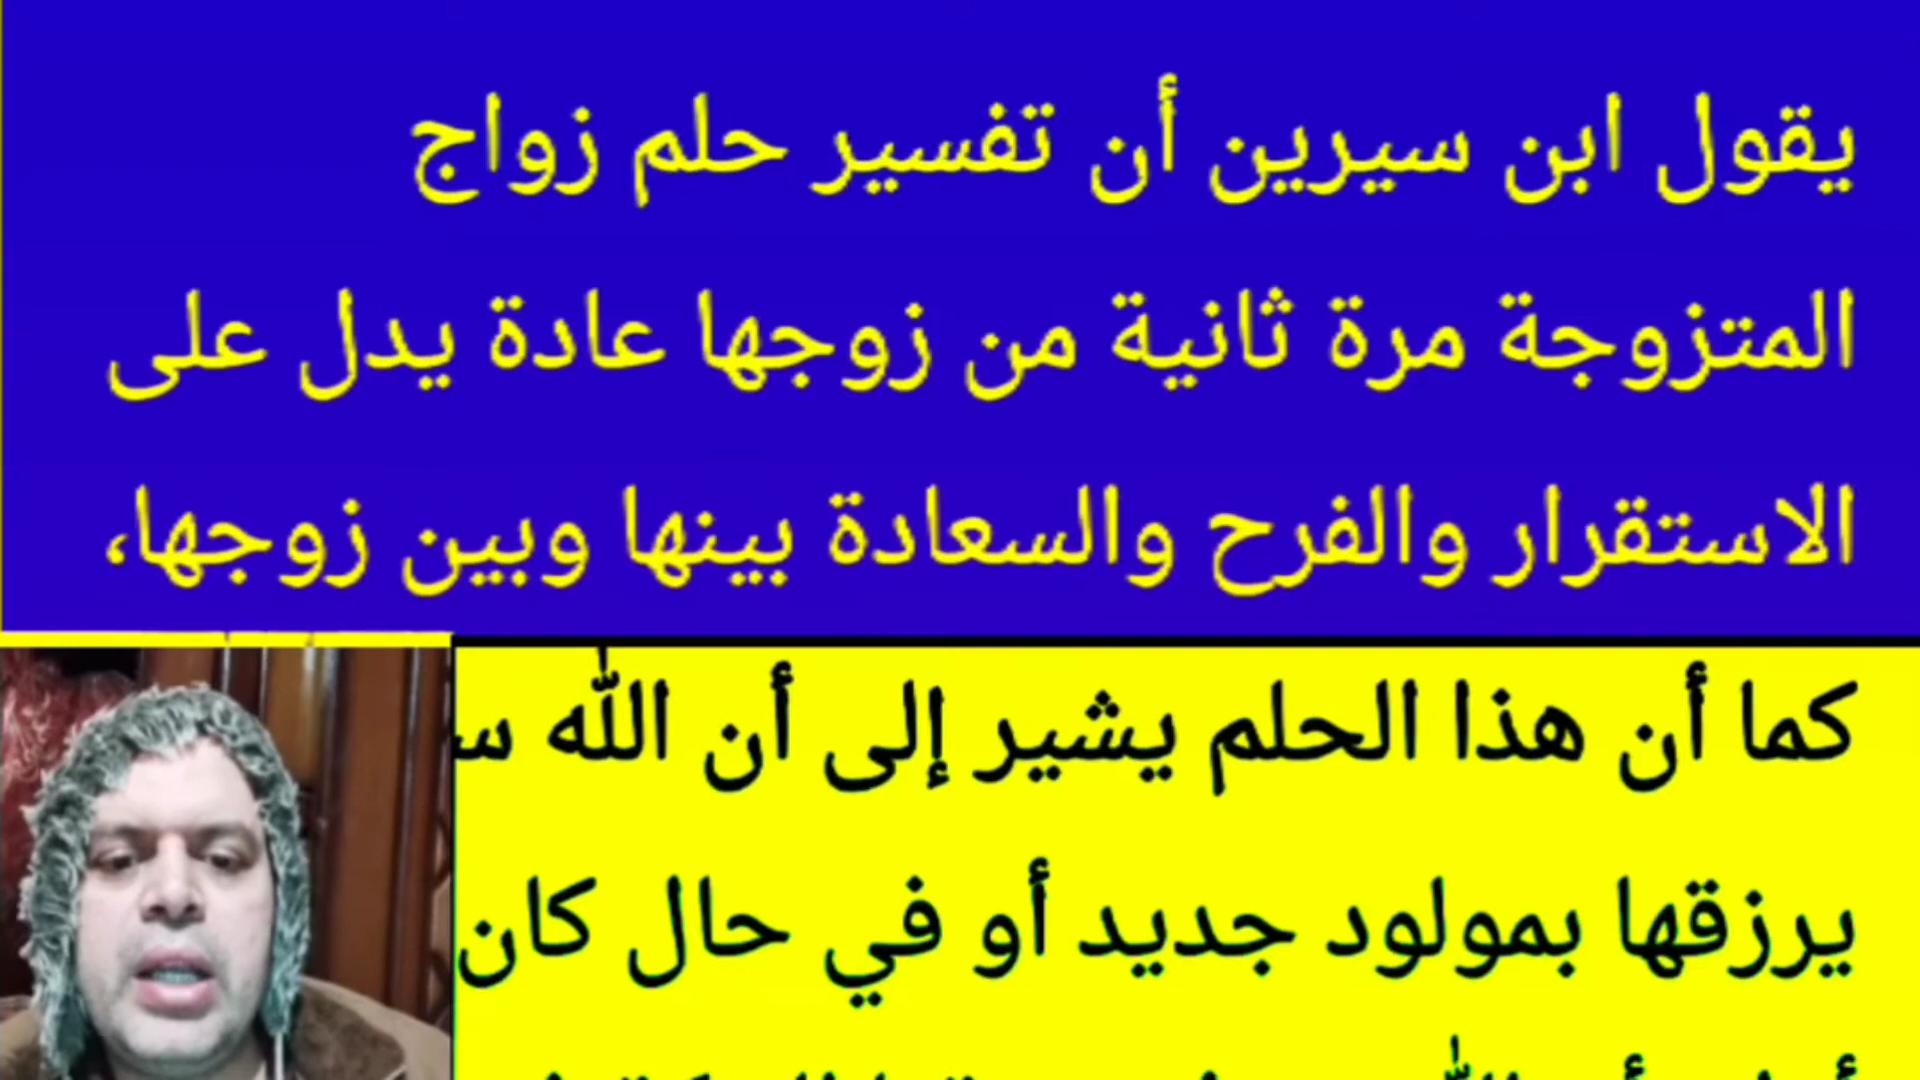 يقول ابن سيرين أن تفسير حلم زواج
المتزوجة مرة ثانية من زوجها عادة يدل على
الاستقرار والفرح والسعادة بينها وبين زوجها،
كما أن هذا الحلم يشير إلى أن الله
يرزقها بمولود جديد أو في حال كان